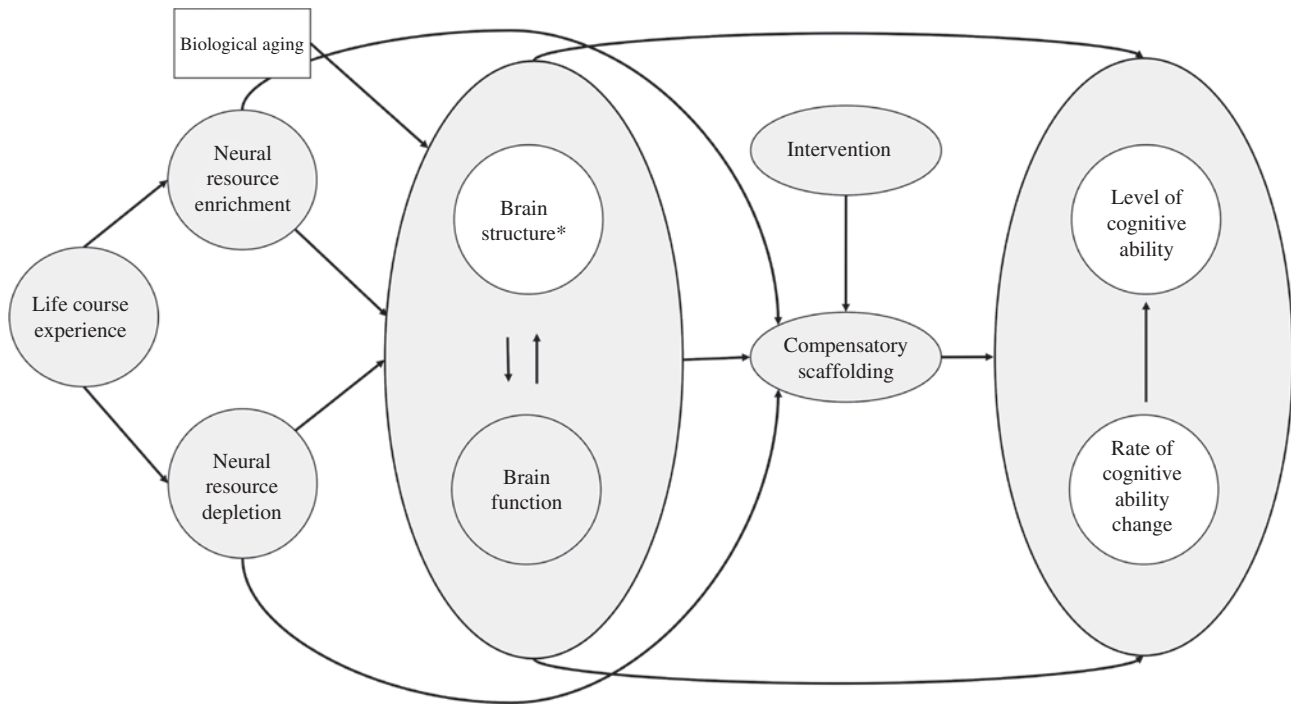 Biological aging
Neural
resource
enrichment
Life course
experience
Neural
resource
depletion
Brain
structure*
Brain
function
Intervention
Compensatory
scaffolding
Level of
cognitive
ability
Rate of
cognitive
ability
change